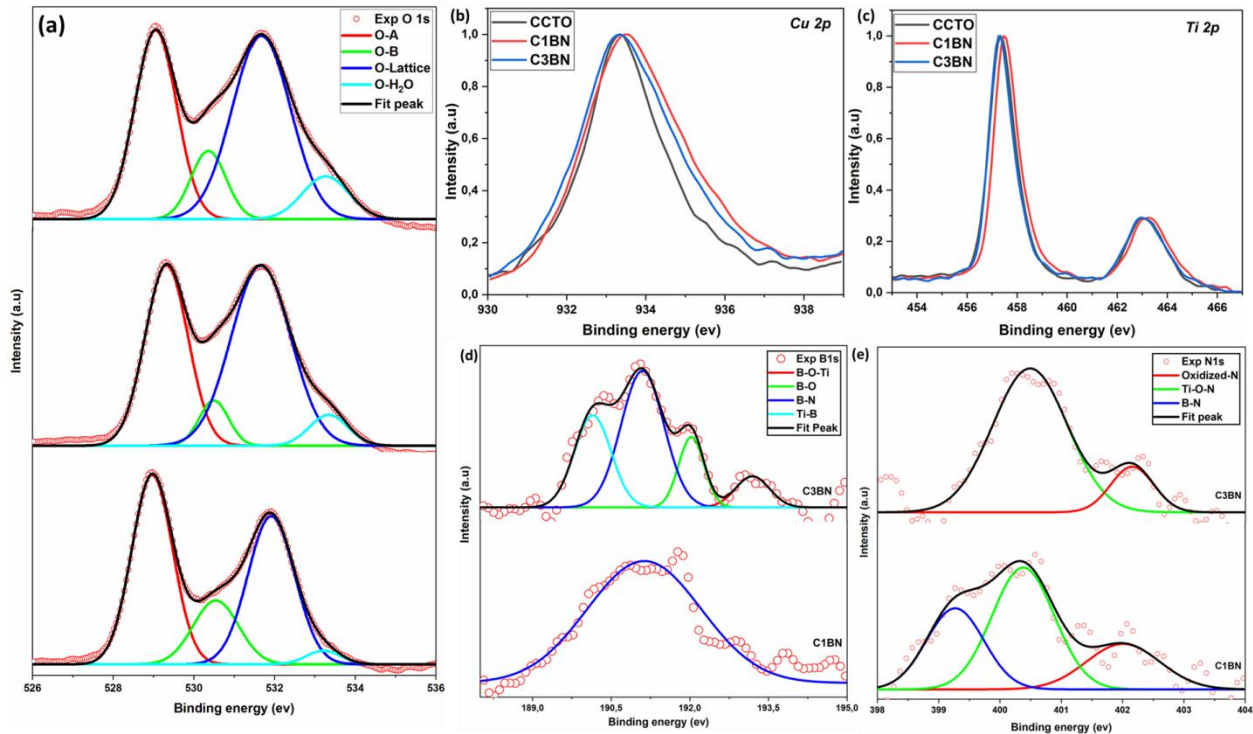 (a)
Exp O 1s
O-A
O-B
O-Lattice
O-H₂O
Fit peak
526 528 530 532 534 536
Binding energy (ev)
Intensity (a.u)
(b)
Cu 2p
CCTO
C1BN
C3BN
1,0
0,8
0,6
0,4
0,2
0,0
930 932 934 936 938
Binding energy (ev)
Intensity (a.u)
(c)
Ti 2p
CCTO
C1BN
C3BN
1,0
0,8
0,6
0,4
0,2
0,0
454 456 458 460 462 464 466
Binding energy (ev)
Intensity (a.u)
(d)
Exp B1s
B-O-Ti
B-O
B-N
Ti-B
Fit Peak
C3BN
C1BN
189,0 190,5 192,0 193,5 195,0
Binding energy (ev)
Intensity (a.u)
(e)
Exp N1s
Oxidized-N
Ti-O-N
B-N
Fit peak
C3BN
C1BN
398 399 400 401 402 403 404
Binding energy (ev)
Intensity (a.u)